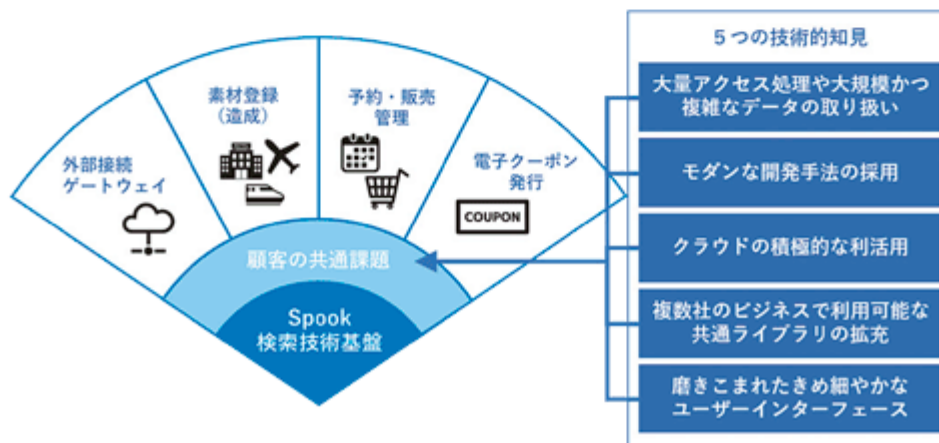 外部接続
ゲートウェイ
素材登録
(造成)
予約・販売
管理
電子クーポン
発行
COUPON
顧客の共通課題
Spook
検索技術基盤
5つの技術的知見
大量アクセス処理や大規模かつ
複雑なデータの取り扱い
モダンな開発手法の採用
クラウドの積極的な利活用
複数社のビジネスで利用可能な
共通ライブラリの拡充
磨きこまれたきめ細やかな
ユーザーインターフェース